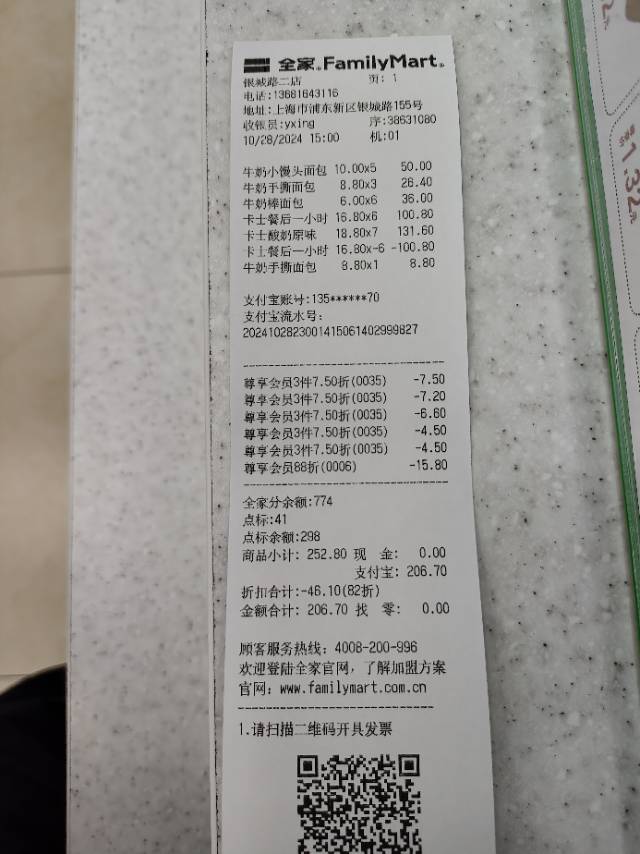 全家 FamilyMart
银城路二店 页: 1
电话:13681643116
地址:上海市浦东新区银城路155号
收银员:yxing 序:38631080
10/28/2024 15:00 机:01
牛奶小馒头面包 10.00x5 50.00
牛奶手撕面包 8.80x3 26.40
牛奶棒面包 6.00x6 36.00
卡士餐后一小时 16.80x6 100.80
卡士酸奶原味 18.80x7 131.60
卡士餐后一小时 16.80x-6 -100.80
牛奶手撕面包 8.80x1 8.80
支付宝账号:135******70
支付宝流水号:
2024102823001415061402999827
尊享会员3件7.50折(0035) -7.50
尊享会员3件7.50折(0035) -7.20
尊享会员3件7.50折(0035) -6.60
尊享会员3件7.50折(0035) -4.50
尊享会员3件7.50折(0035) -4.50
尊享会员88折(0006) -15.80
全家分余额:774
点标:41
点标余额:298
商品小计: 252.80 现 金: 0.00
支付宝: 206.70
折扣合计:-46.10(82折)
金额合计: 206.70 找 零: 0.00
顾客服务热线: 4008-200-996
欢迎登陆全家官网,了解加盟方案
官网: www.familymart.com.cn
1.请扫描二维码开具发票
1.32